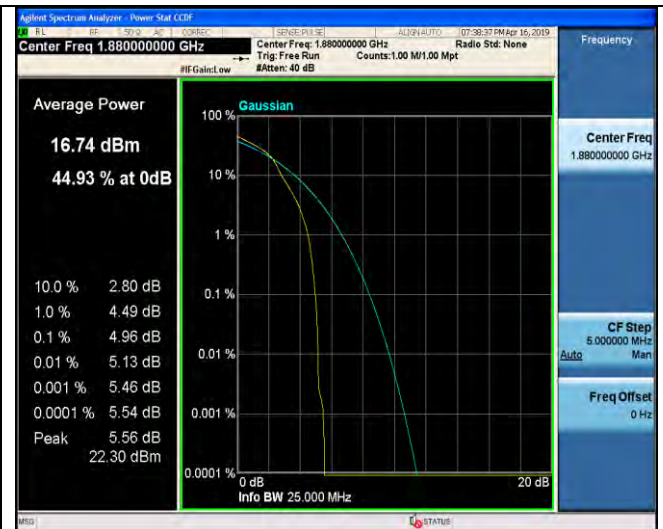 Agilent Spectrum Analyzer - Power Stat CCDF
RL RF 50 Ω AC CORREC SENSE:PULSE ALIGN AUTO 07:38:37 PM Apr 16, 2019
Center Freq 1.880000000 GHz
Center Freq: 1.880000000 GHz Radio Std: None
Trig: Free Run Counts:1.00 M/1.00 Mpt
#IFGain:Low #Atten: 40 dB
Frequency
Average Power
16.74 dBm
44.93 % at 0dB
10.0 % 2.80 dB
1.0 % 4.49 dB
0.1 % 4.96 dB
0.01 % 5.13 dB
0.001 % 5.46 dB
0.0001 % 5.54 dB
Peak 5.56 dB
22.30 dBm
Gaussian
100 %
10 %
1 %
0.1 %
0.01 %
0.001 %
0.0001 %
0 dB 20 dB
Info BW 25.000 MHz
Center Freq
1.880000000 GHz
CF Step
5.000000 MHz
Auto Man
Freq Offset
0 Hz
MSG STATUS